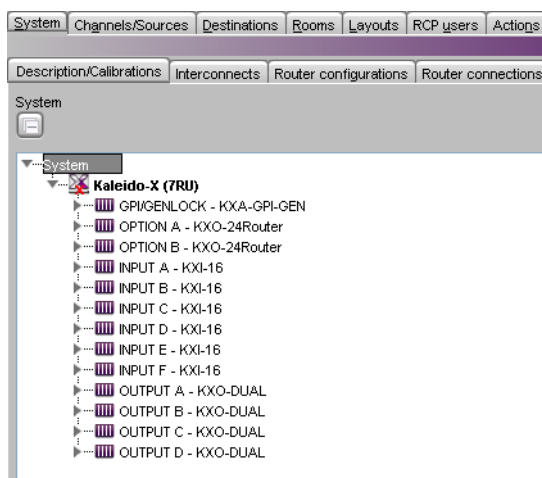 System Channels/Sources Destinations Rooms Layouts RCP users Actions
Description/Calibrations Interconnects Router configurations Router connections
System
System
Kaleido-X (7RU)
GPI/GENLOCK - KXA-GPI-GEN
OPTION A - KXO-24Router
OPTION B - KXO-24Router
INPUT A - KXI-16
INPUT B - KXI-16
INPUT C - KXI-16
INPUT D - KXI-16
INPUT E - KXI-16
INPUT F - KXI-16
OUTPUT A - KXO-DUAL
OUTPUT B - KXO-DUAL
OUTPUT C - KXO-DUAL
OUTPUT D - KXO-DUAL